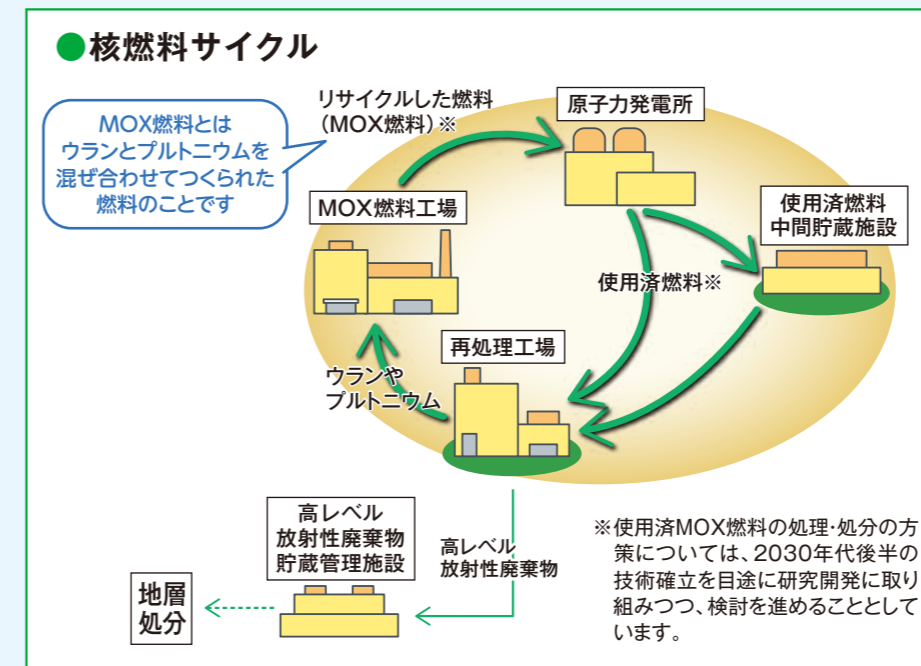 ●核燃料サイクル
MOX燃料とは
ウランとプルトニウムを
混ぜ合わせてつくられた
燃料のことです
リサイクルした燃料
（MOX燃料）※
原子力発電所
MOX燃料工場
使用済燃料
中間貯蔵施設
使用済燃料※
再処理工場
ウランや
プルトニウム
高レベル
放射性廃棄物
貯蔵管理施設
高レベル
放射性廃棄物
地層
処分
※使用済MOX燃料の処理・処分の方
策については、2030年代後半の
技術確立を目途に研究開発に取り
組みつつ、検討を進めることとして
います。